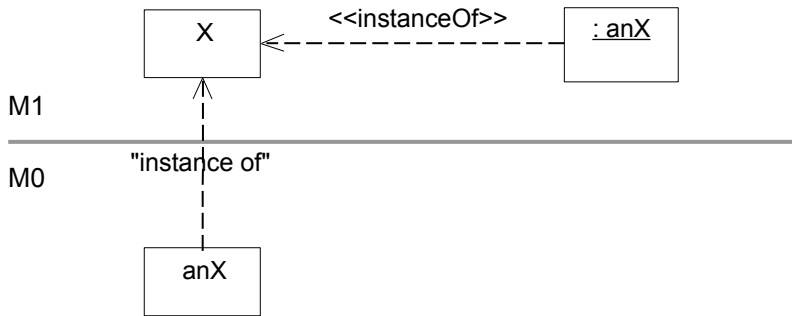 <<instanceOf>>
X
: anX
M1
"instance of"
M0
anX